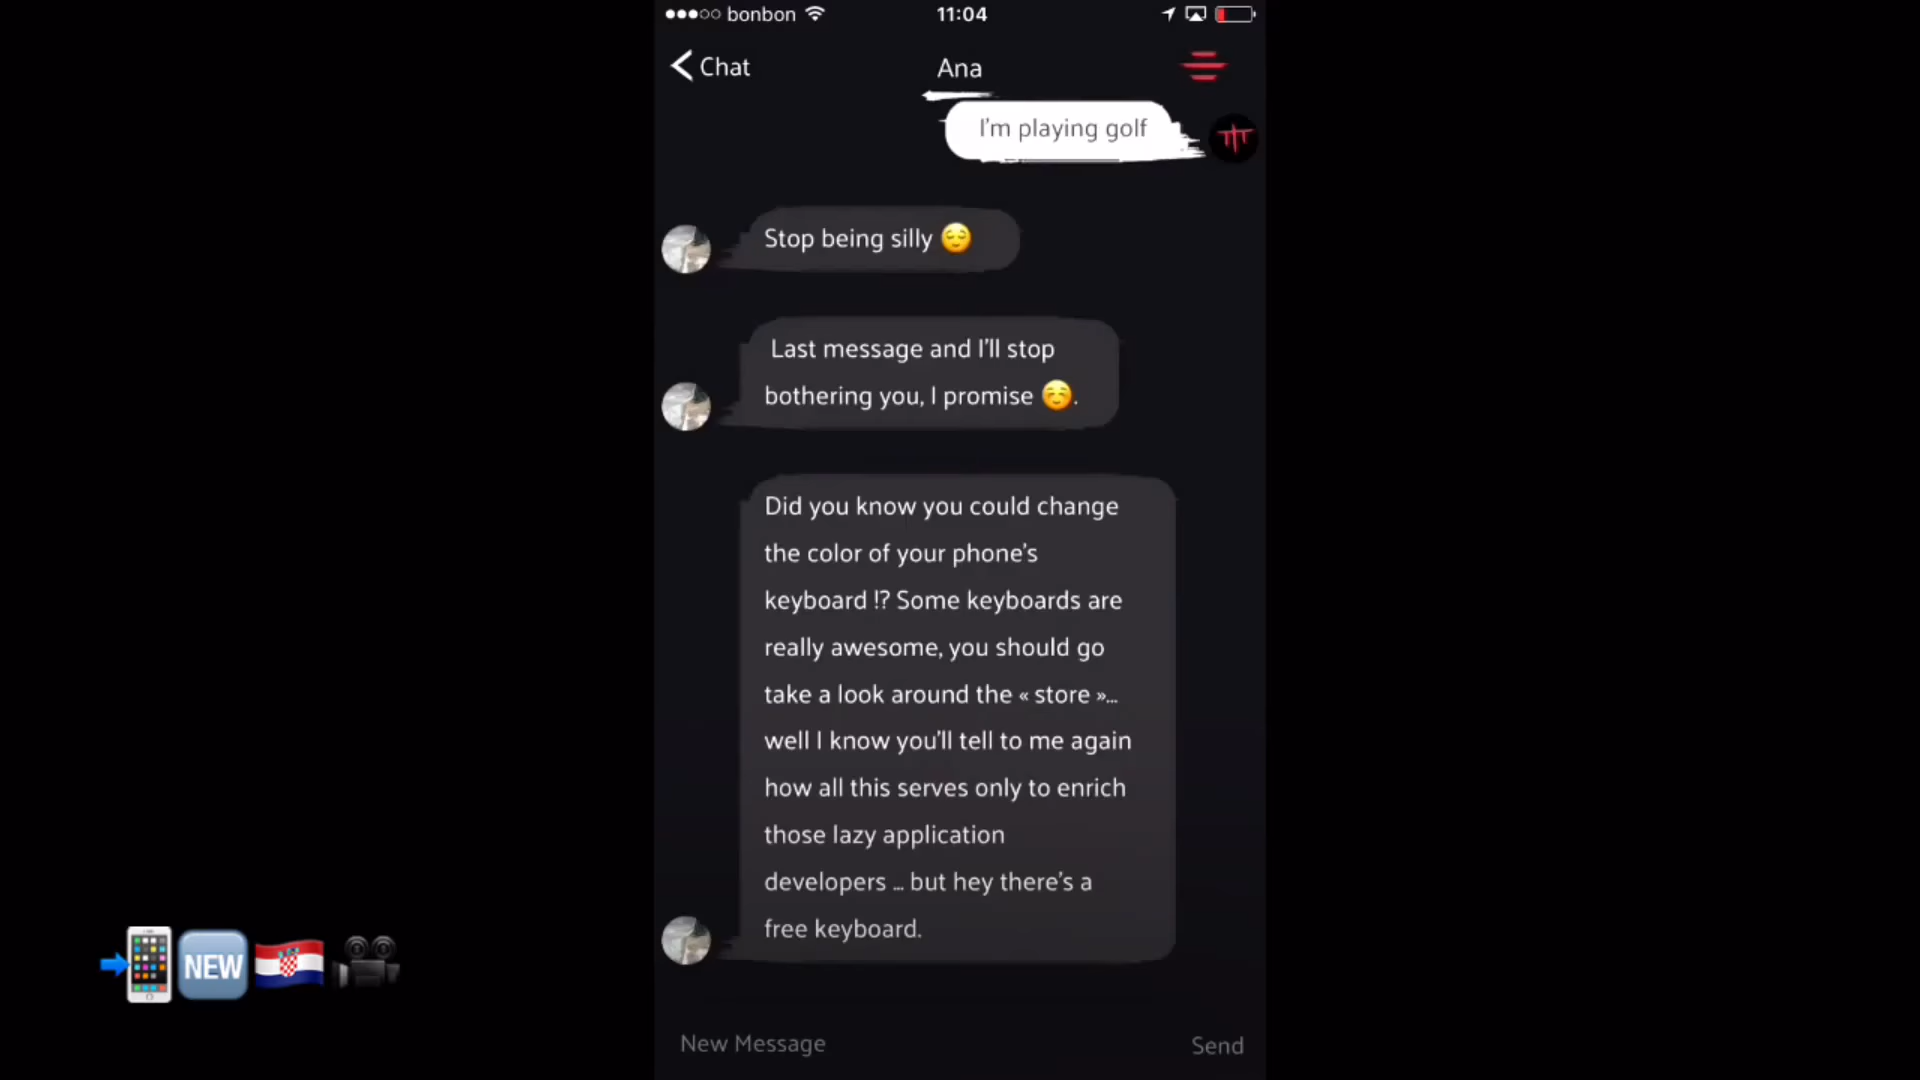 bonbon 11:04
Chat Ana
I'm playing golf
Stop being silly 😌
Last message and I'll stop
bothering you, I promise ☺️.
Did you know you could change
the color of your phone's
keyboard !? Some keyboards are
really awesome, you should go
take a look around the « store »...
well I know you'll tell to me again
how all this serves only to enrich
those lazy application
developers ... but hey there's a
free keyboard.
NEW
New Message Send